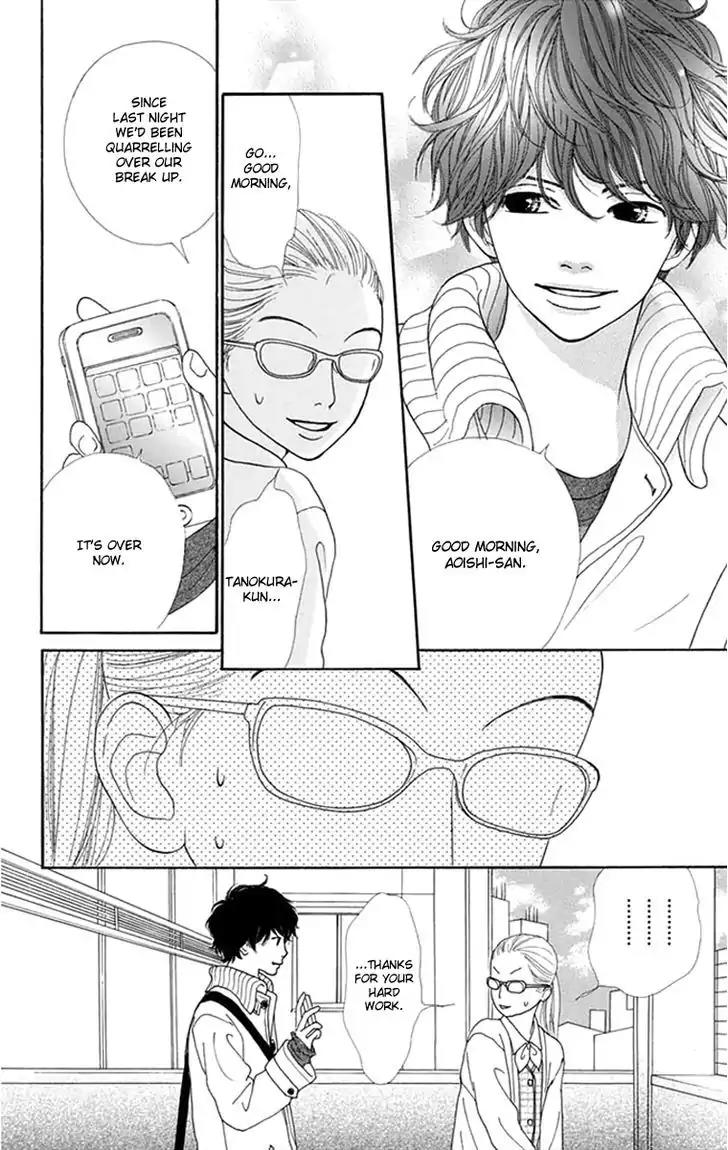 GOOD MORNING,
AOISHI-SAN.
GO...
GOOD
MORNING,
TANOKURA-
KUN...
SINCE
LAST NIGHT
WE'D BEEN
QUARRELLING
OVER OUR
BREAK UP.
IT'S OVER
NOW.
...THANKS
FOR YOUR
HARD
WORK.